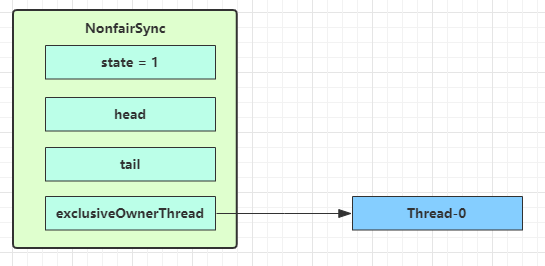 NonfairSync
state = 1
head
tail
exclusiveOwnerThread
Thread-0